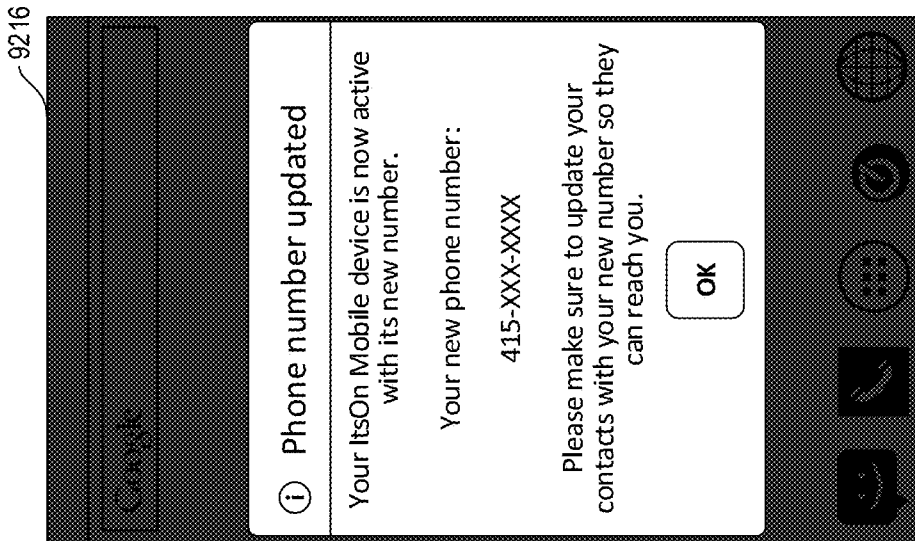 9216
Google
i Phone number updated
Your ItsOn Mobile device is now active
with its new number.
Your new phone number:
415-XXX-XXXX
Please make sure to update your
contacts with your new number so they
can reach you.
OK